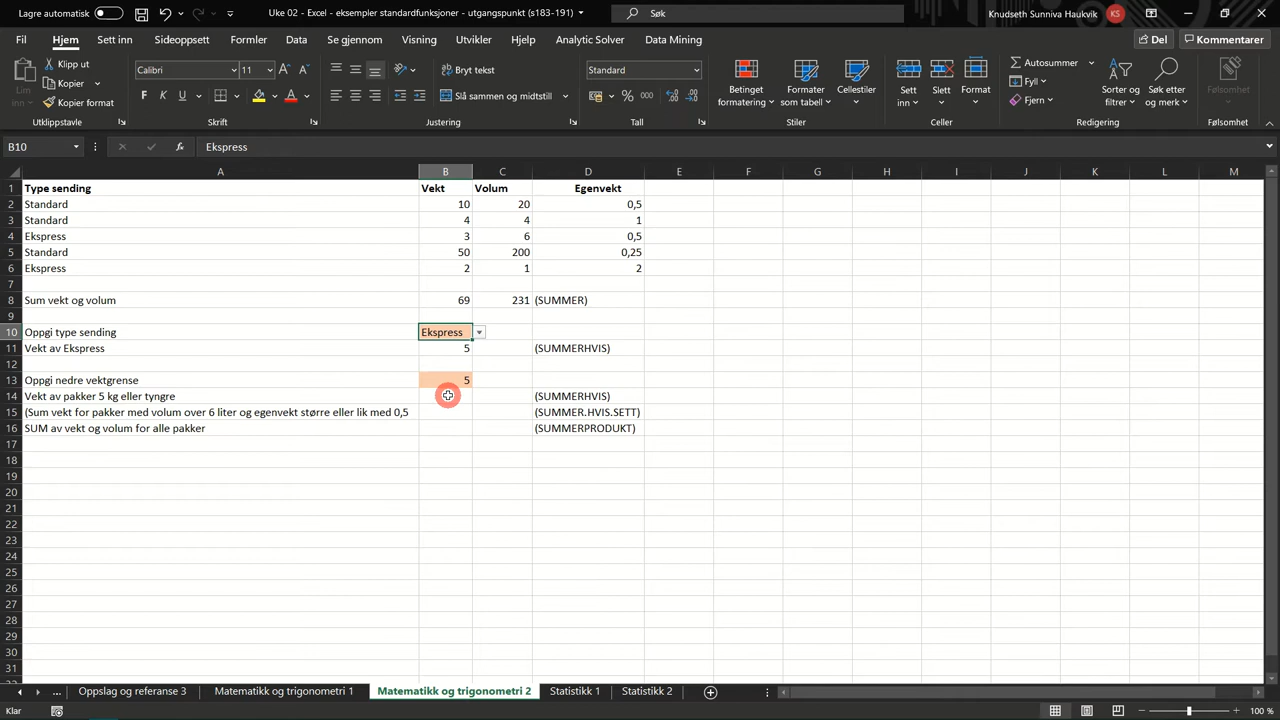 Lagre automatisk
Uke 02 - Excel - eksempler standardfunksjoner - utgangspunkt (s183-191)
Søk
Knudseth Sunniva Haukvik
KS
Fil
Hjem
Sett inn
Sideoppsett
Formler
Data
Se gjennom
Visning
Utvikler
Hjelp
Analytic Solver
Data Mining
Del
Kommentarer
Lim inn
Klipp ut
Kopier
Kopier format
Utklippstavle
Calibri
11
F
K
U
Skrift
Bryt tekst
Slå sammen og midtstill
Justering
Standard
% 000
Tall
Betinget formatering
Formater som tabell
Cellestiler
Stiler
Sett inn
Slett
Format
Celler
Autosummer
Fyll
Fjern
Sorter og filtrer
Søk etter og merk
Redigering
Følsomhet
Følsomhet
B10
fx
Ekspress
A B C D E F G H I J K L M
1 Type sending Vekt Volum Egenvekt
2 Standard 10 20 0,5
3 Standard 4 4 1
4 Ekspress 3 6 0,5
5 Standard 50 200 0,25
6 Ekspress 2 1 2
7
8 Sum vekt og volum 69 231 (SUMMER)
9
10 Oppgi type sending Ekspress
11 Vekt av Ekspress 5 (SUMMERHVIS)
12
13 Oppgi nedre vektgrense 5
14 Vekt av pakker 5 kg eller tyngre (SUMMERHVIS)
15 (Sum vekt for pakker med volum over 6 liter og egenvekt større eller lik med 0,5 (SUMMER.HVIS.SETT)
16 SUM av vekt og volum for alle pakker (SUMMERPRODUKT)
17
18
19
20
21
22
23
24
25
26
27
28
29
30
31
... Oppslag og referanse 3 Matematikk og trigonometri 1 Matematikk og trigonometri 2 Statistikk 1 Statistikk 2
Klar
100 %